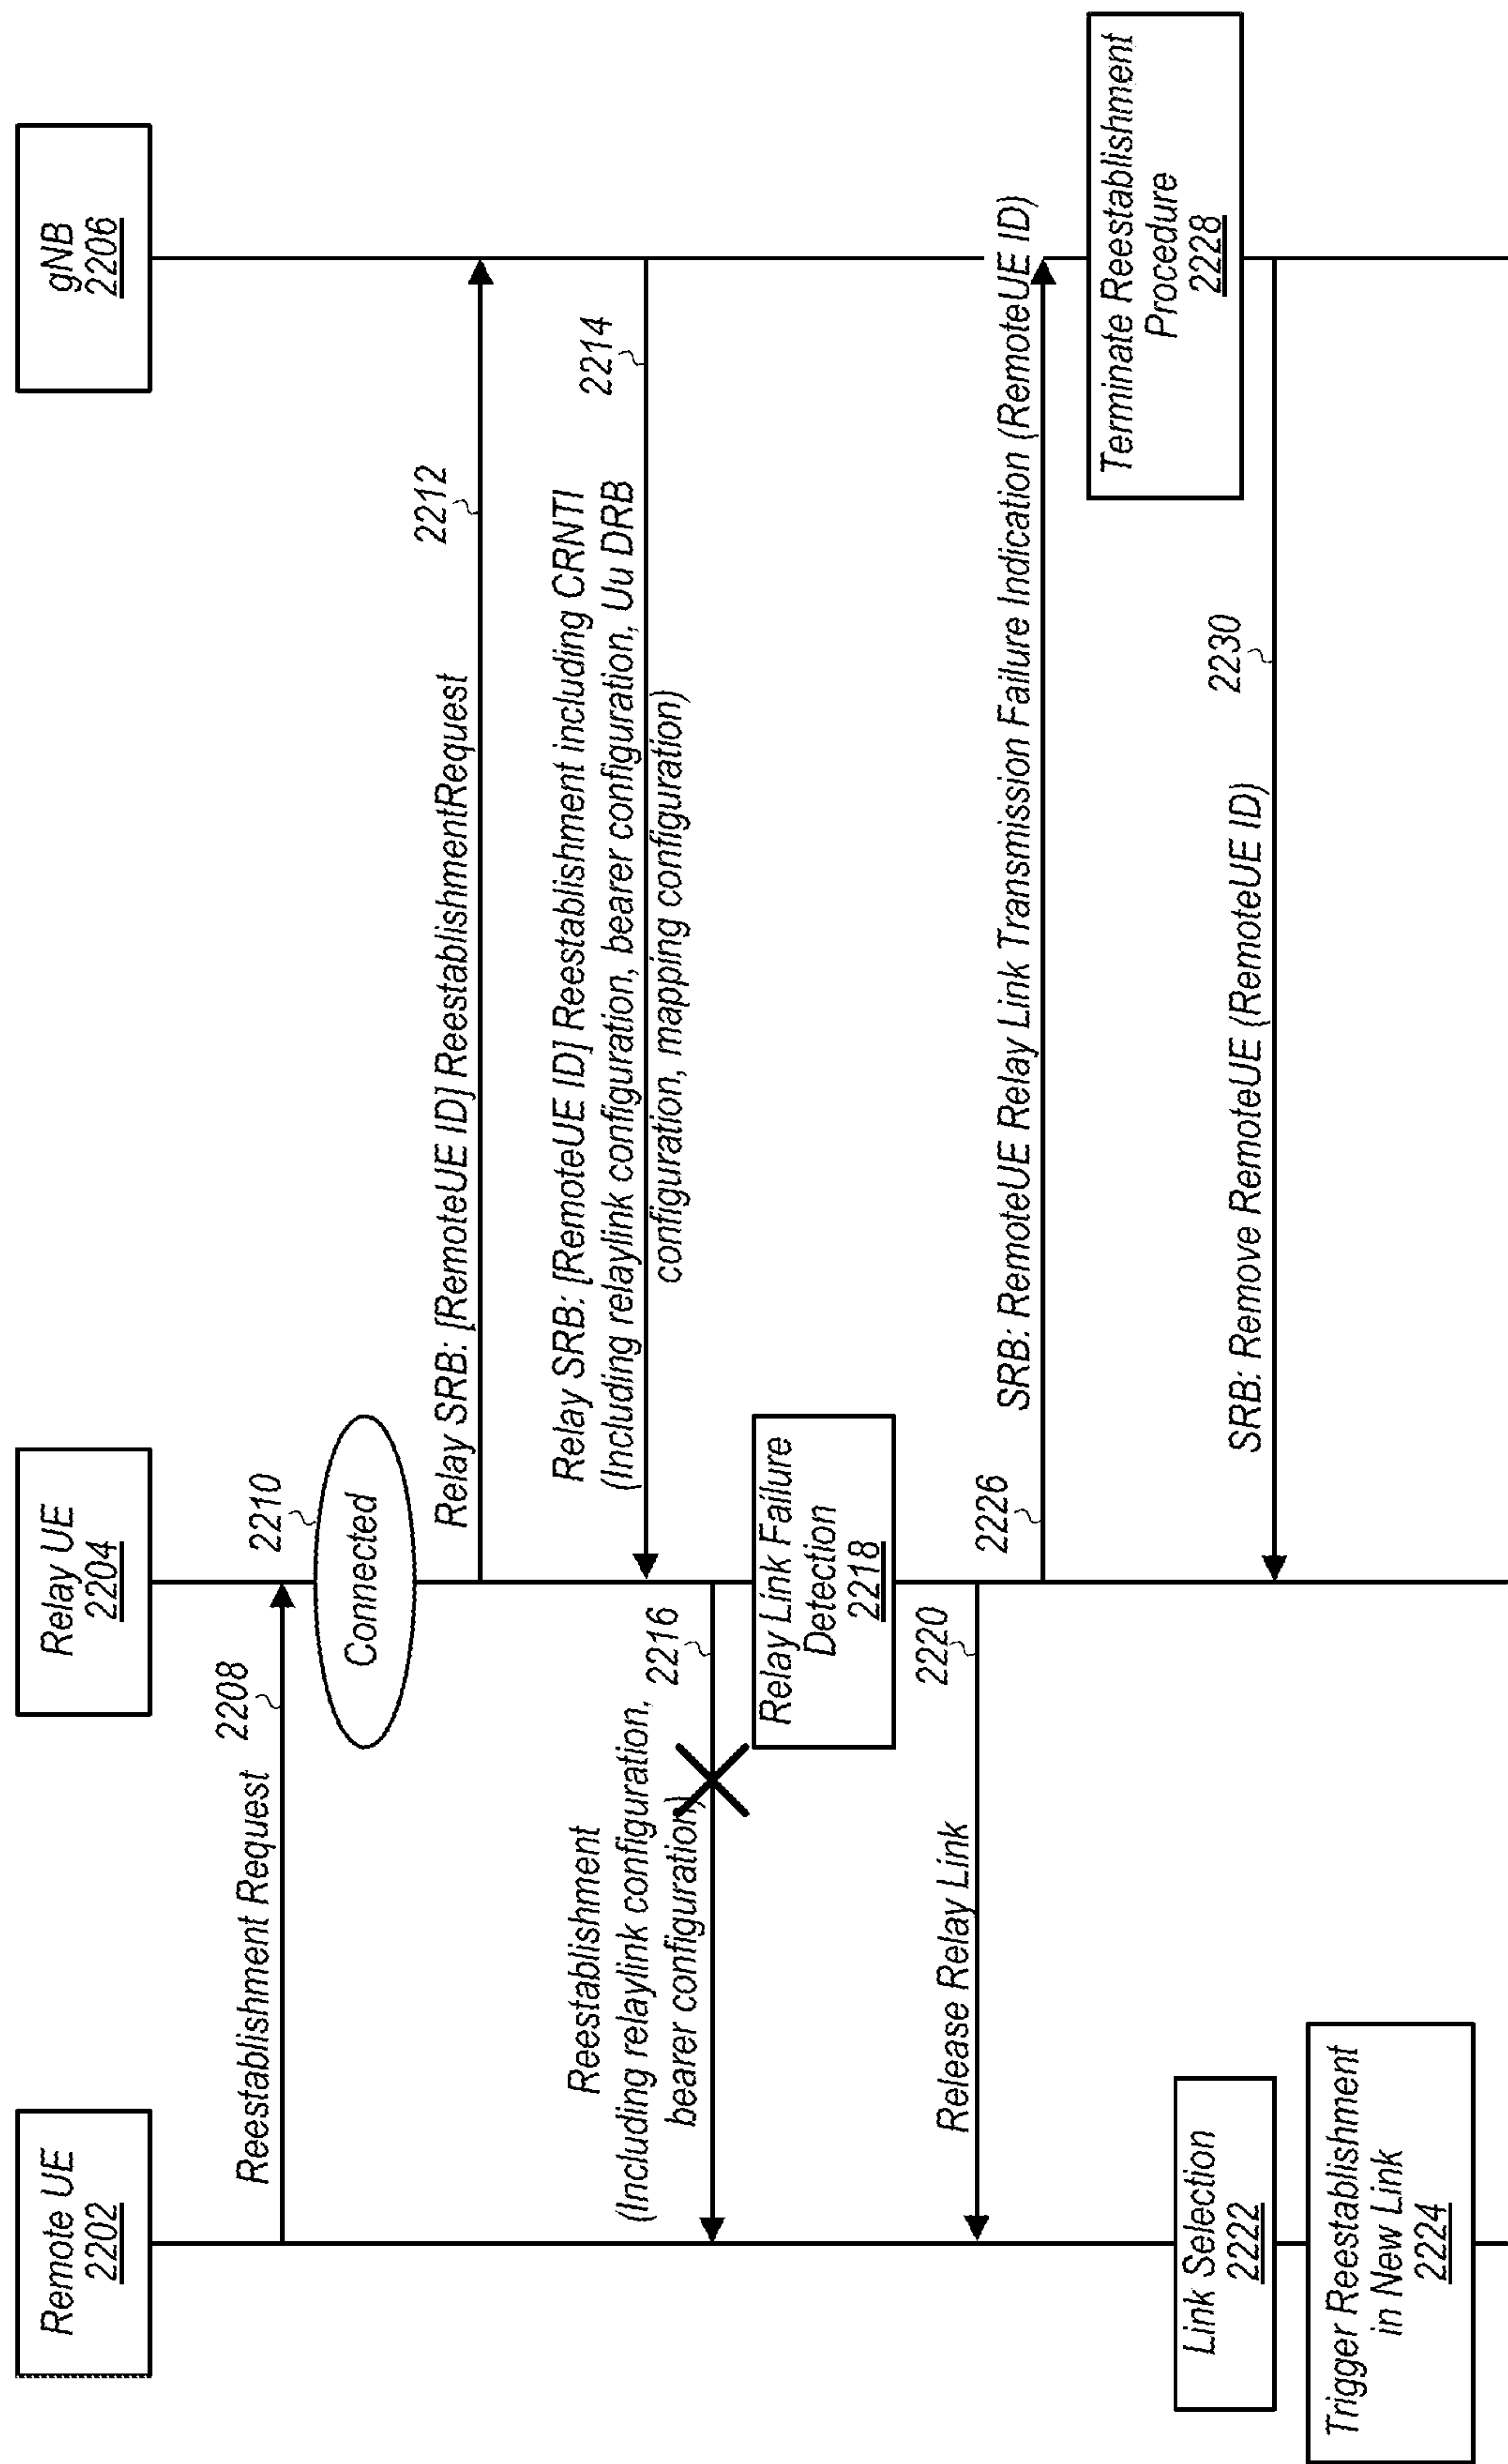 Remote UE
2202
Relay UE
2204
gNB
2206
Reestablishment Request
2208
2210
Connected
2212
Relay SRB: [RemoteUE ID] ReestablishmentRequest
2214
Relay SRB: [RemoteUE ID] Reestablishment including CRNTI
(Including relaylink configuration, bearer configuration, Uu DRB
configuration, mapping configuration)
Reestablishment
(Including relaylink configuration,
bearer configuration)
2216
Relay Link Failure
Detection
2218
Release Relay Link
2220
2226
SRB: RemoteUE Relay Link Transmission Failure Indication (RemoteUE ID)
Terminate Reestablishment
Procedure
2228
Link Selection
2222
SRB: Remove RemoteUE (RemoteUE ID)
2230
Trigger Reestablishment
in New Link
2224